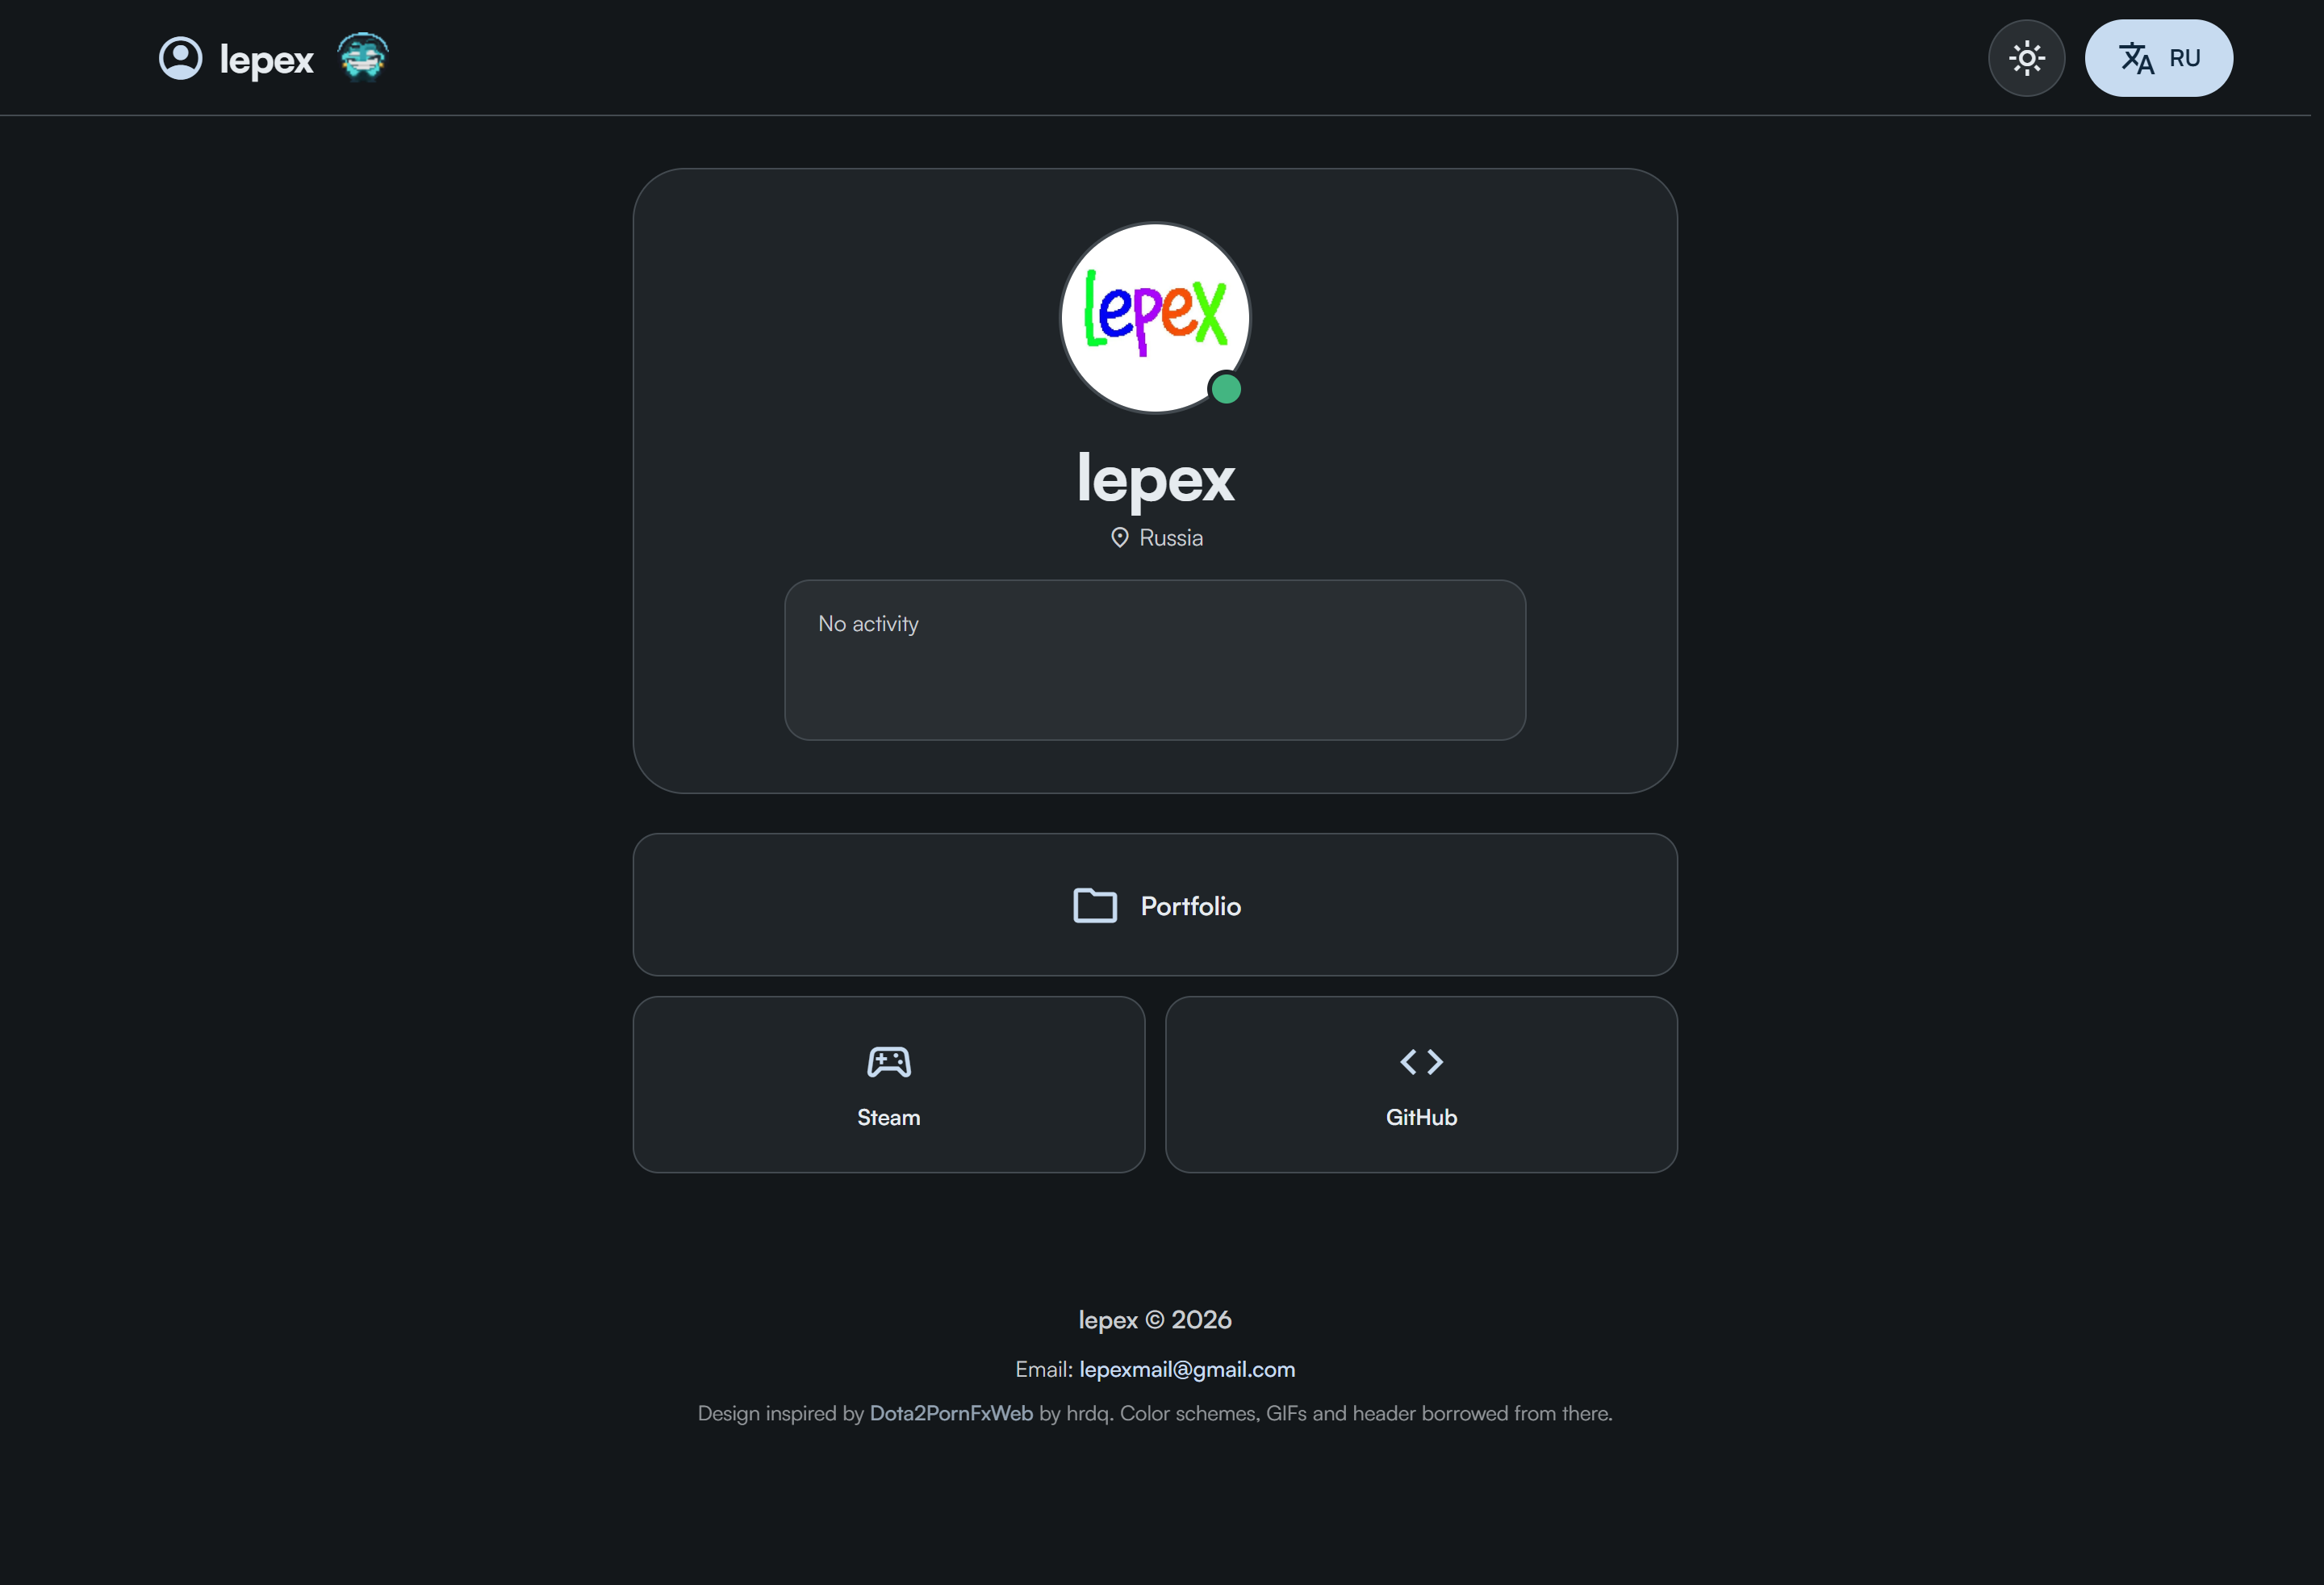 lepex
RU
Lepex
lepex
Russia
No activity
Portfolio
Steam
GitHub
lepex © 2026
Email: lepexmail@gmail.com
Design inspired by Dota2PornFxWeb by hrdq. Color schemes, GIFs and header borrowed from there.